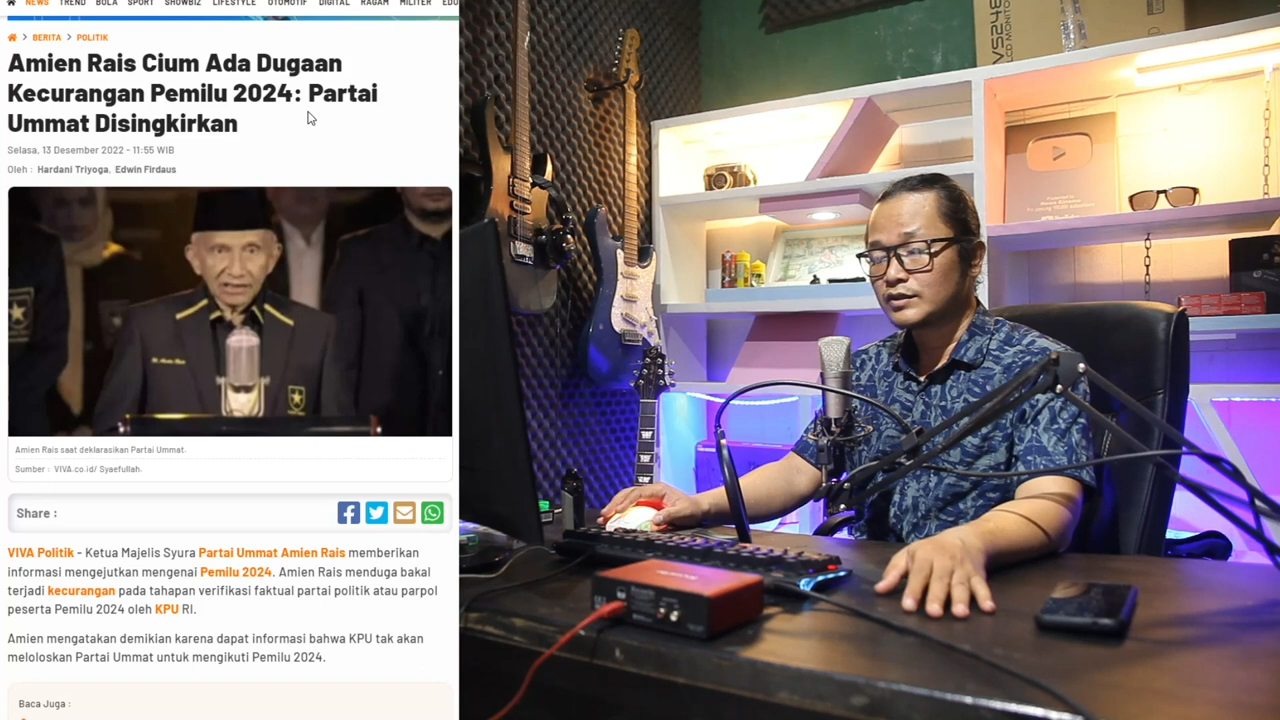 NEWS TREND BOLA SPORT SHOWBIZ LIFESTYLE OTOMOTIF DIGITAL RAGAM MILITER EDU
BERITA > POLITIK
Amien Rais Cium Ada Dugaan
Kecurangan Pemilu 2024: Partai
Ummat Disingkirkan
Selasa, 13 Desember 2022 - 11:55 WIB
Oleh : Hardani Triyoga, Edwin Firdaus
Amien Rais saat deklarasikan Partai Ummat.
Sumber : VIVA.co.id/ Syaefullah.
Share :
VIVA Politik - Ketua Majelis Syura Partai Ummat Amien Rais memberikan
informasi mengejutkan mengenai Pemilu 2024. Amien Rais menduga bakal
terjadi kecurangan pada tahapan verifikasi faktual partai politik atau parpol
peserta Pemilu 2024 oleh KPU RI.
Amien mengatakan demikian karena dapat informasi bahwa KPU tak akan
meloloskan Partai Ummat untuk mengikuti Pemilu 2024.
Baca Juga :
VS248
LCD MONITOR